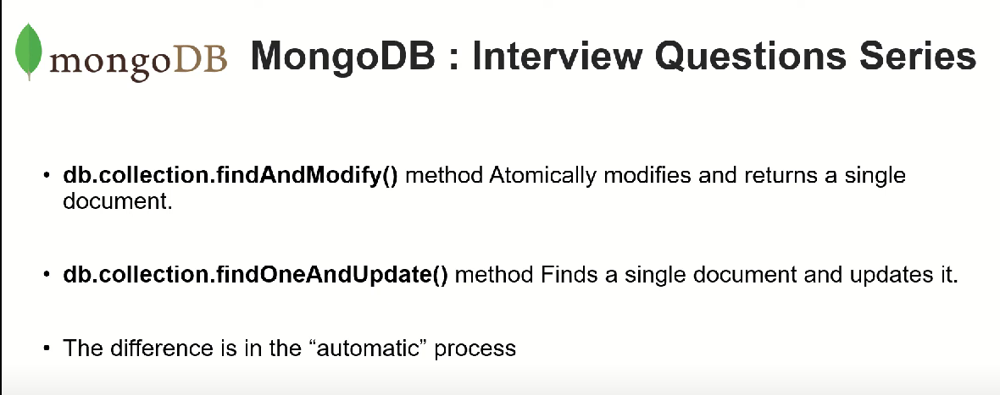 mongoDB MongoDB : Interview Questions Series
• db.collection.findAndModify() method Atomically modifies and returns a single
document.
• db.collection.findOneAndUpdate() method Finds a single document and updates it.
• The difference is in the “automatic” process